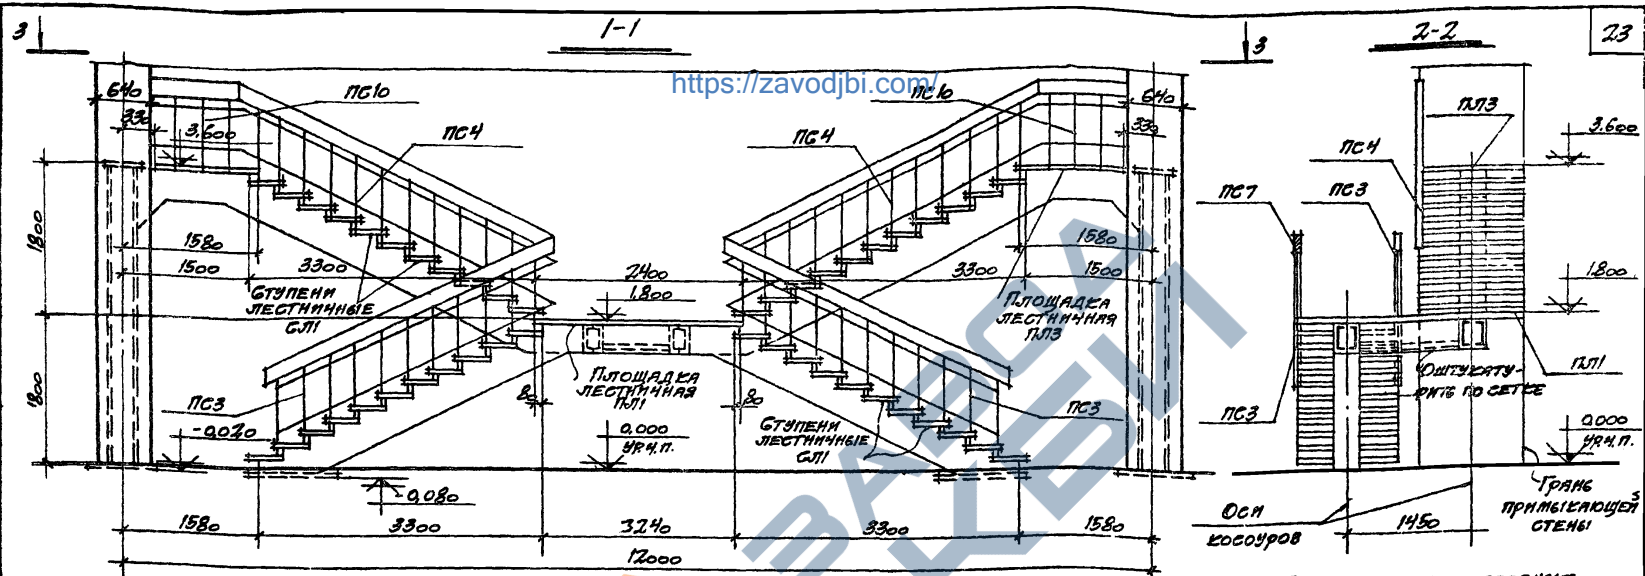 3
1-1
3
2-2
23
https://zavodjbi.com/
640
330
ПС10
ПС4
3,600
ПС4
ПС10
640
330
ПЛ3
3.600
ПС4
ПС7
ПС3
1800
1580
1500
3300
2400
3300
1580
1500
1.800
1.800
СТУПЕНИ
ЛЕСТНИЧНЫЕ
СЛ1
ПЛОЩАДКА
ЛЕСТНИЧНАЯ
ПЛ3
1800
ПС3
-0,020
80
ПЛОЩАДКА
ЛЕСТНИЧНАЯ
ПЛ1
80
ПС3
СТУПЕНИ
ЛЕСТНИЧНЫЕ
СЛ1
0,000
УР.Ч.П.
ОШТУКАТУ-
РИТЬ ПО СЕТКЕ
ПЛ1
ПС3
0,000
УР.Ч.П.
0,080
ГРАНЬ
ПРИМЫКАЮЩЕЙ
СТЕНЫ
1580
3300
3240
3300
1580
12000
ОСИ
КОСОУРОВ
1450
ЗАВОД
ЖБИ